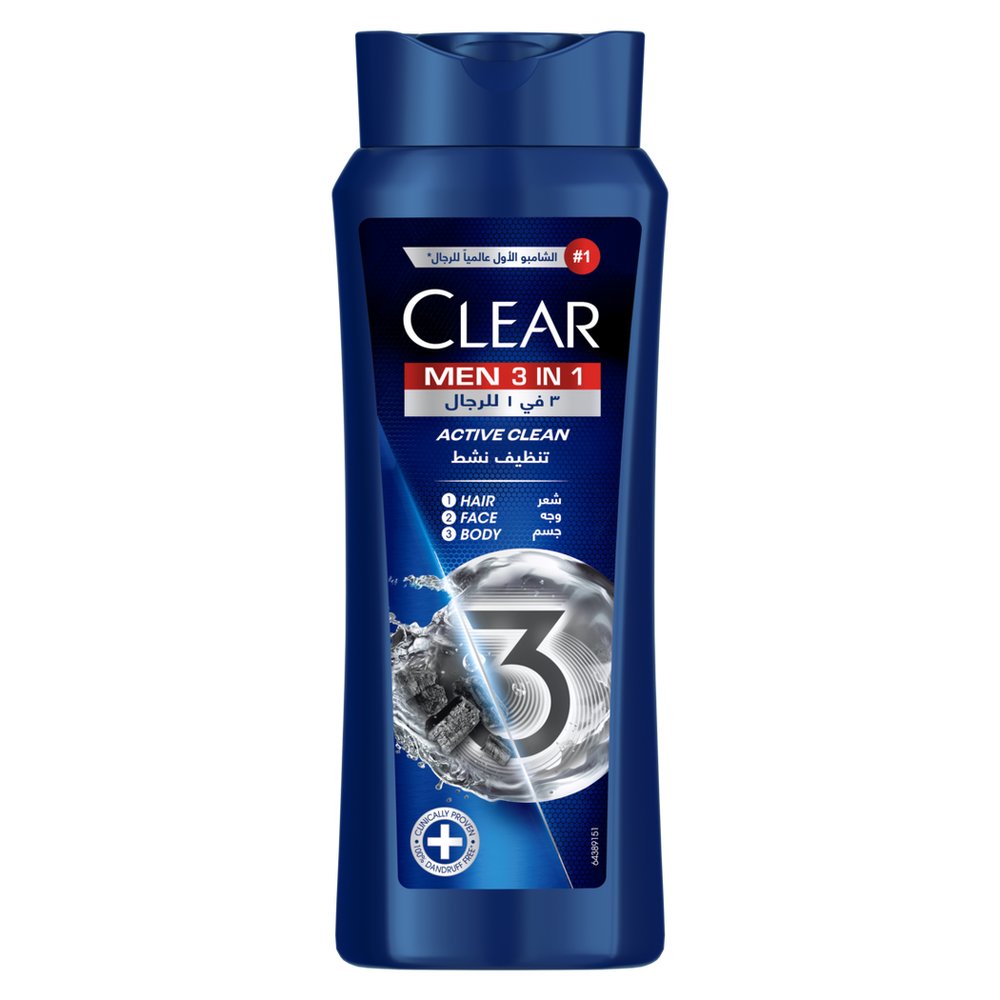 الشامبو الأول عالمياً للرجال* #1
CLEAR
MEN 3 IN 1
٣ في ١ للرجال
ACTIVE CLEAN
تنظيف نشط
1 HAIR شعر
2 FACE وجه
3 BODY جسم
3
CLINICALLY PROVEN
100% DANDRUFF FREE*
64389151